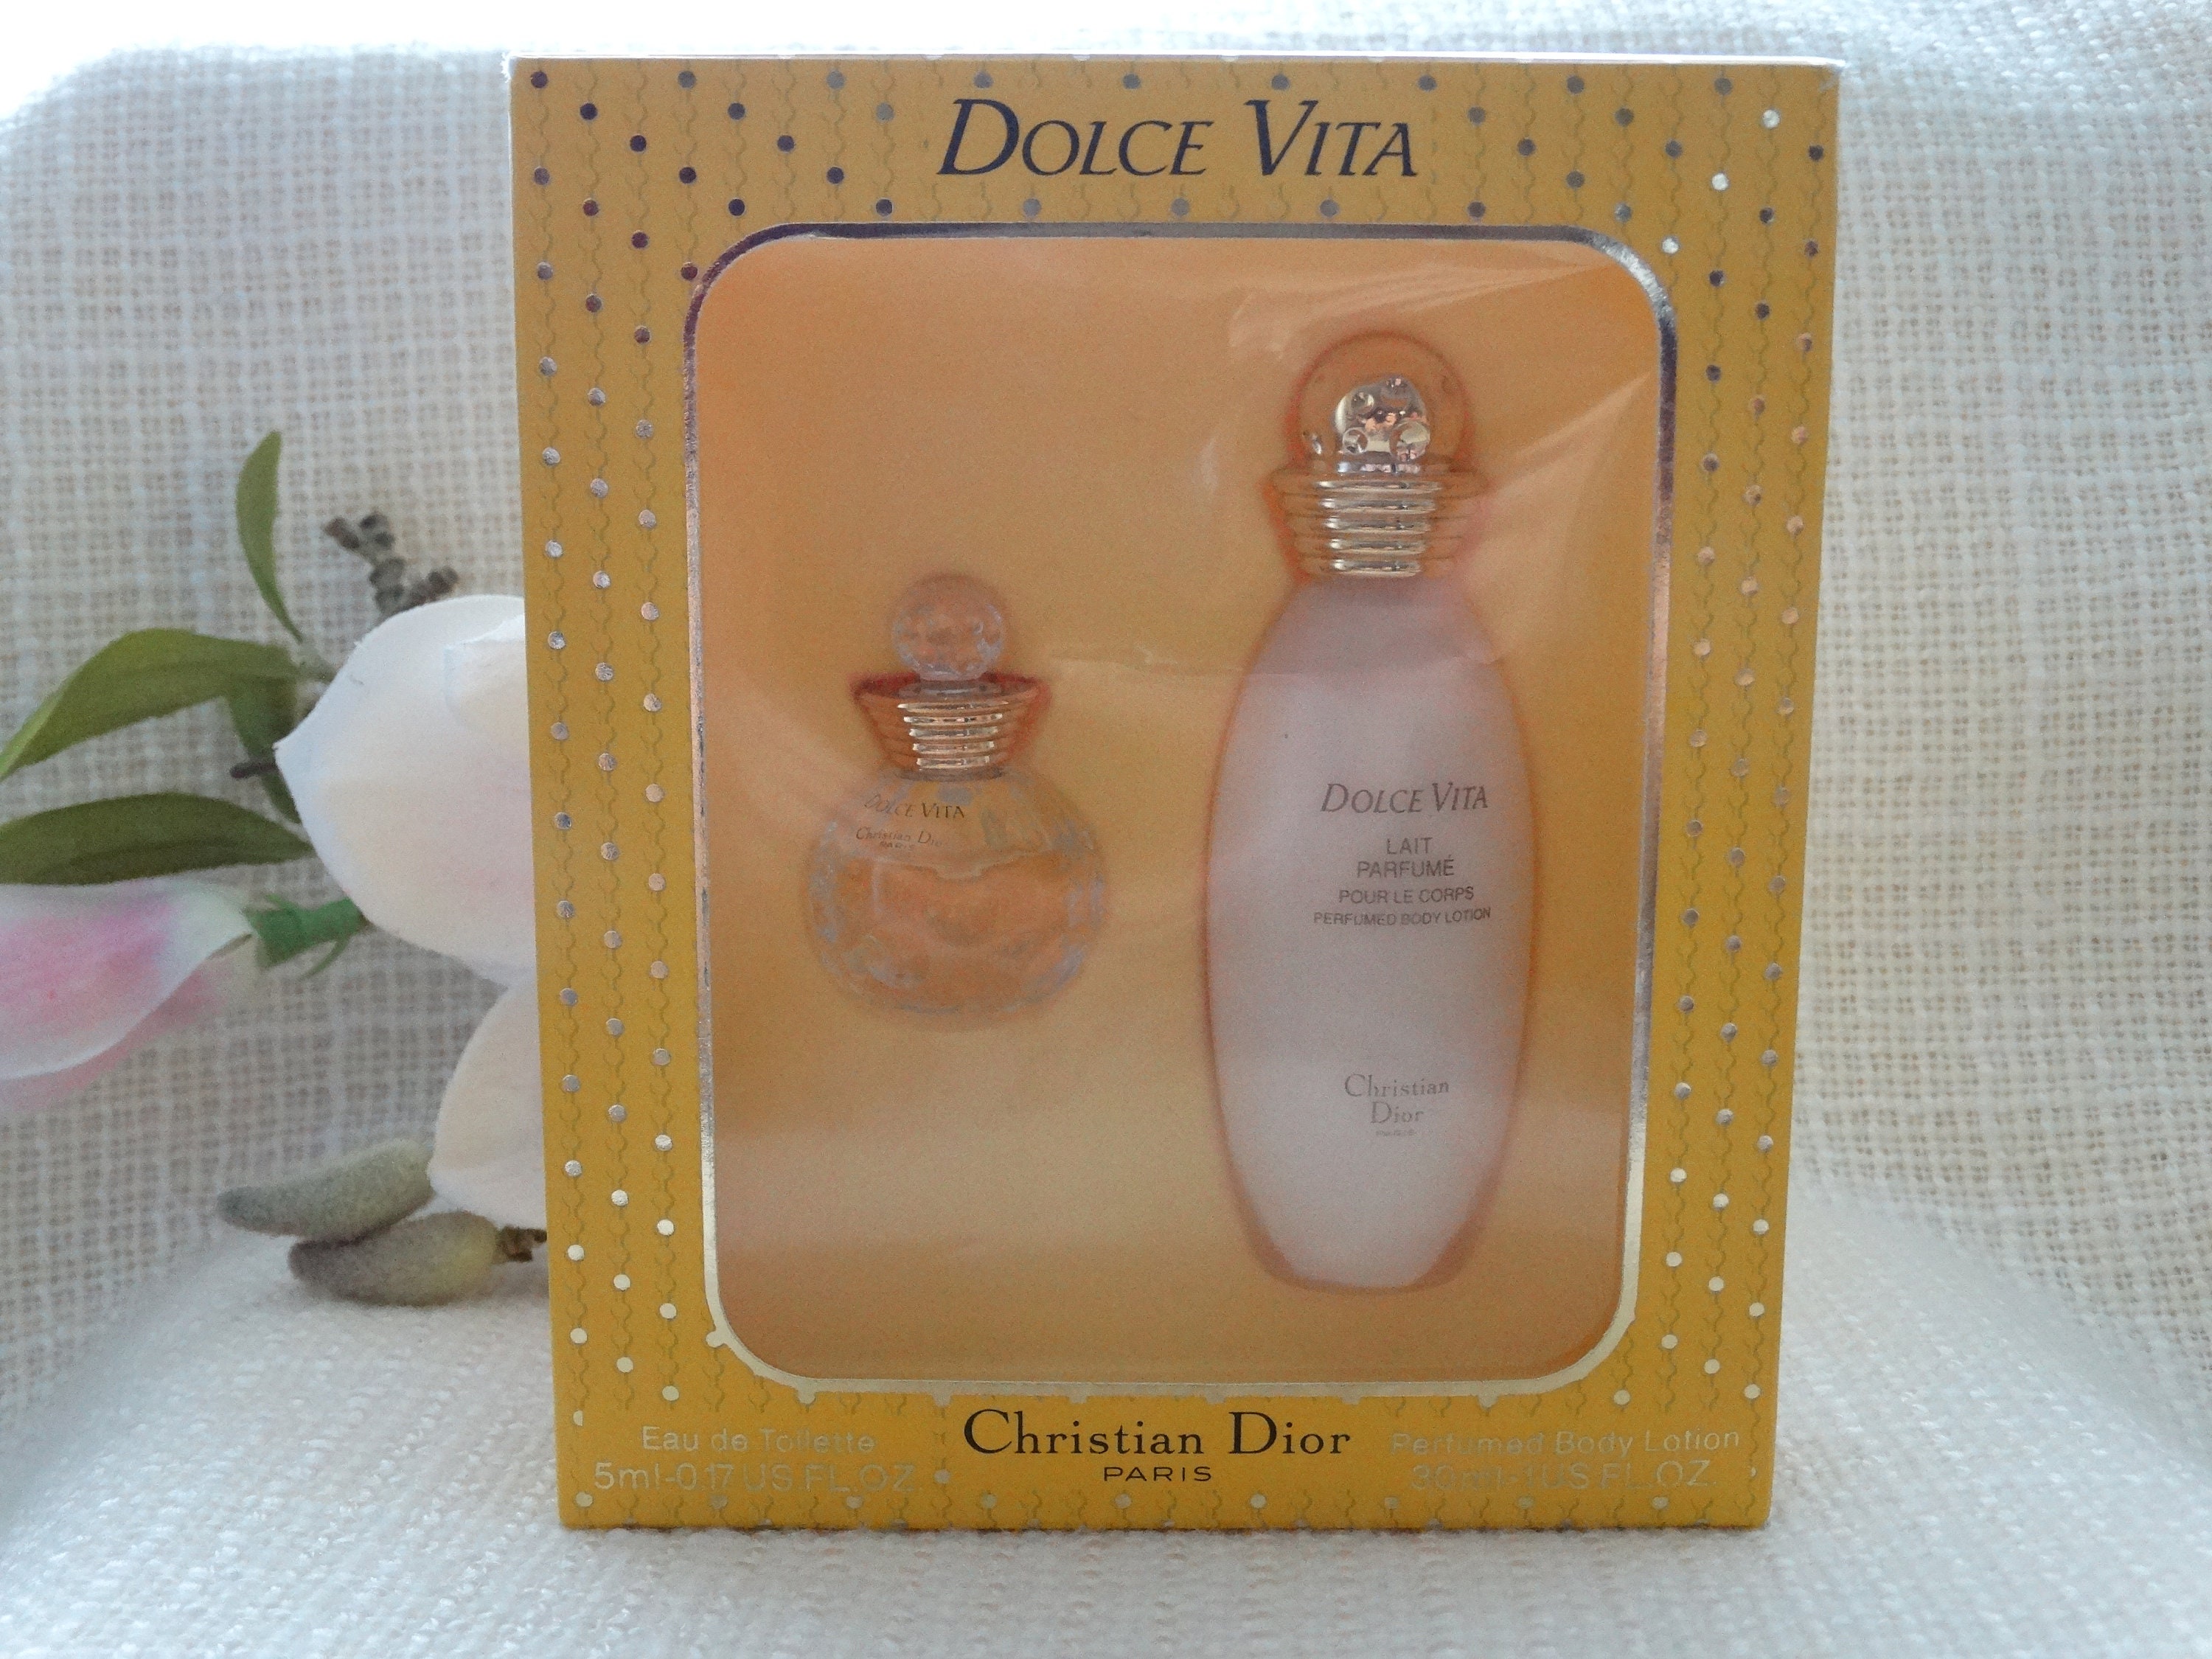 DOLCE VITA
DOLCE VITA
Christian Dior
PARIS
DOLCE VITA
LAIT
PARFUMÉ
POUR LE CORPS
PERFUMED BODY LOTION
Christian
Dior
Eau de Toilette
5ml-0.17 US FL.OZ.
Christian Dior
PARIS
Perfumed Body Lotion
30 ml-1 US FL.OZ.